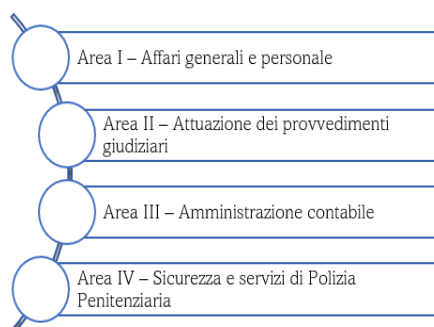 Area I – Affari generali e personale
Area II – Attuazione dei provvedimenti
giudiziari
Area III – Amministrazione contabile
Area IV – Sicurezza e servizi di Polizia
Penitenziaria